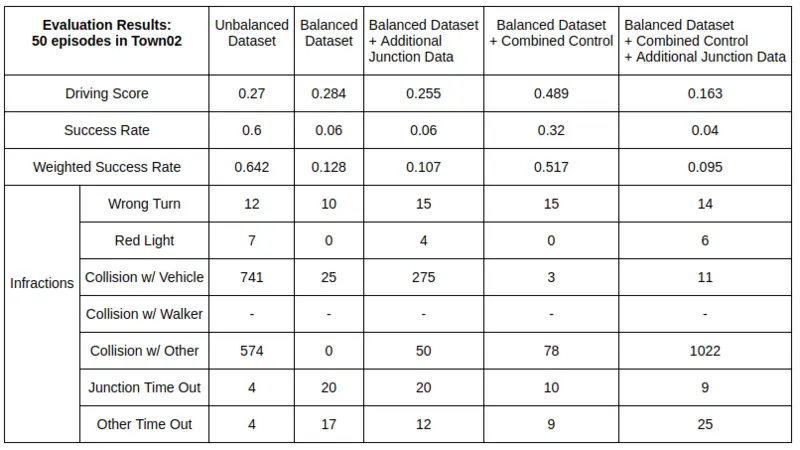 Evaluation Results: Unbalanced Balanced Balanced Dataset Balanced Dataset Balanced Dataset
50 episodes in Town02 Dataset Dataset + Additional + Combined Control + Combined Control
Junction Data + Additional Junction Data
Driving Score 0.27 0.284 0.255 0.489 0.163
Success Rate 0.6 0.06 0.06 0.32 0.04
Weighted Success Rate 0.642 0.128 0.107 0.517 0.095
Infractions
Wrong Turn 12 10 15 15 14
Red Light 7 0 4 0 6
Collision w/ Vehicle 741 25 275 3 11
Collision w/ Walker - - - - -
Collision w/ Other 574 0 50 78 1022
Junction Time Out 4 20 20 10 9
Other Time Out 4 17 12 9 25